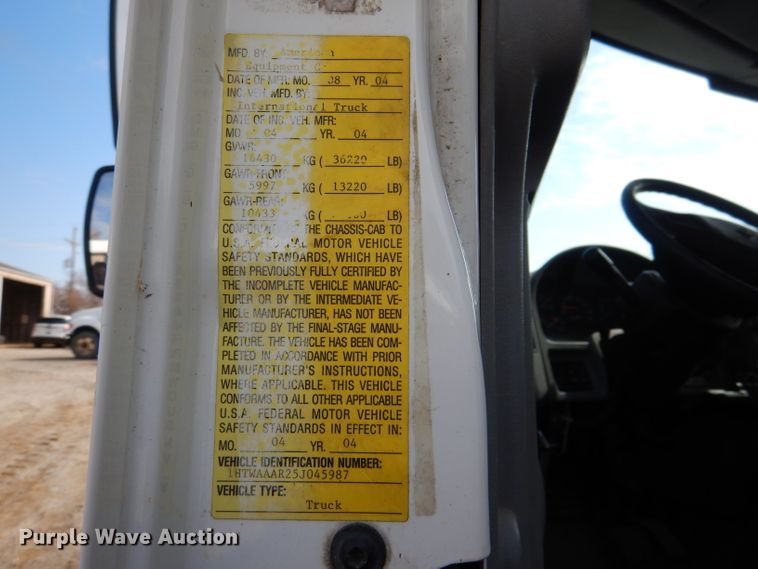 MFD. BY: American
Equipment C
DATE OF MFR. MO. 08 YR. 04
INC. VEH. MFD. BY:
International Truck
DATE OF INC. VEH. MFR:
MO. 04 YR. 04
GVWR:
16430 KG ( 36220 LB)
GAWR-FRONT
5997 KG ( 13220 LB)
GAWR-REAR
10433 KG ( LB)
THE CHASSIS-CAB TO
U.S.A. FEDERAL MOTOR VEHICLE
SAFETY STANDARDS, WHICH HAVE
BEEN PREVIOUSLY FULLY CERTIFIED BY
THE INCOMPLETE VEHICLE MANUFAC-
TURER OR BY THE INTERMEDIATE VE-
HICLE MANUFACTURER, HAS NOT BEEN
AFFECTED BY THE FINAL-STAGE MANU-
FACTURE. THE VEHICLE HAS BEEN COM-
PLETED IN ACCORDANCE WITH PRIOR
MANUFACTURER'S INSTRUCTIONS,
WHERE APPLICABLE. THIS VEHICLE
CONFORMS TO ALL OTHER APPLICABLE
U.S.A. FEDERAL MOTOR VEHICLE
SAFETY STANDARDS IN EFFECT IN:
MO. 04 YR. 04
VEHICLE IDENTIFICATION NUMBER:
1HTWAAAR25J045987
VEHICLE TYPE:
Truck
Purple Wave Auction